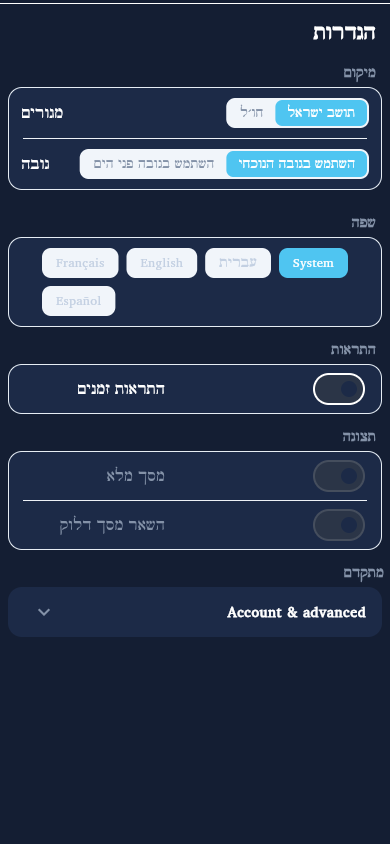 הגדרות
מיקום
מגורים תושב ישראל חו״ל
גובה השתמש בגובה הנוכחי השתמש בגובה פני הים
שפה
System עברית English Français
Español
התראות
התראות זמנים
תצוגה
מסך מלא
השאר מסך דלוק
מתקדם
Account & advanced